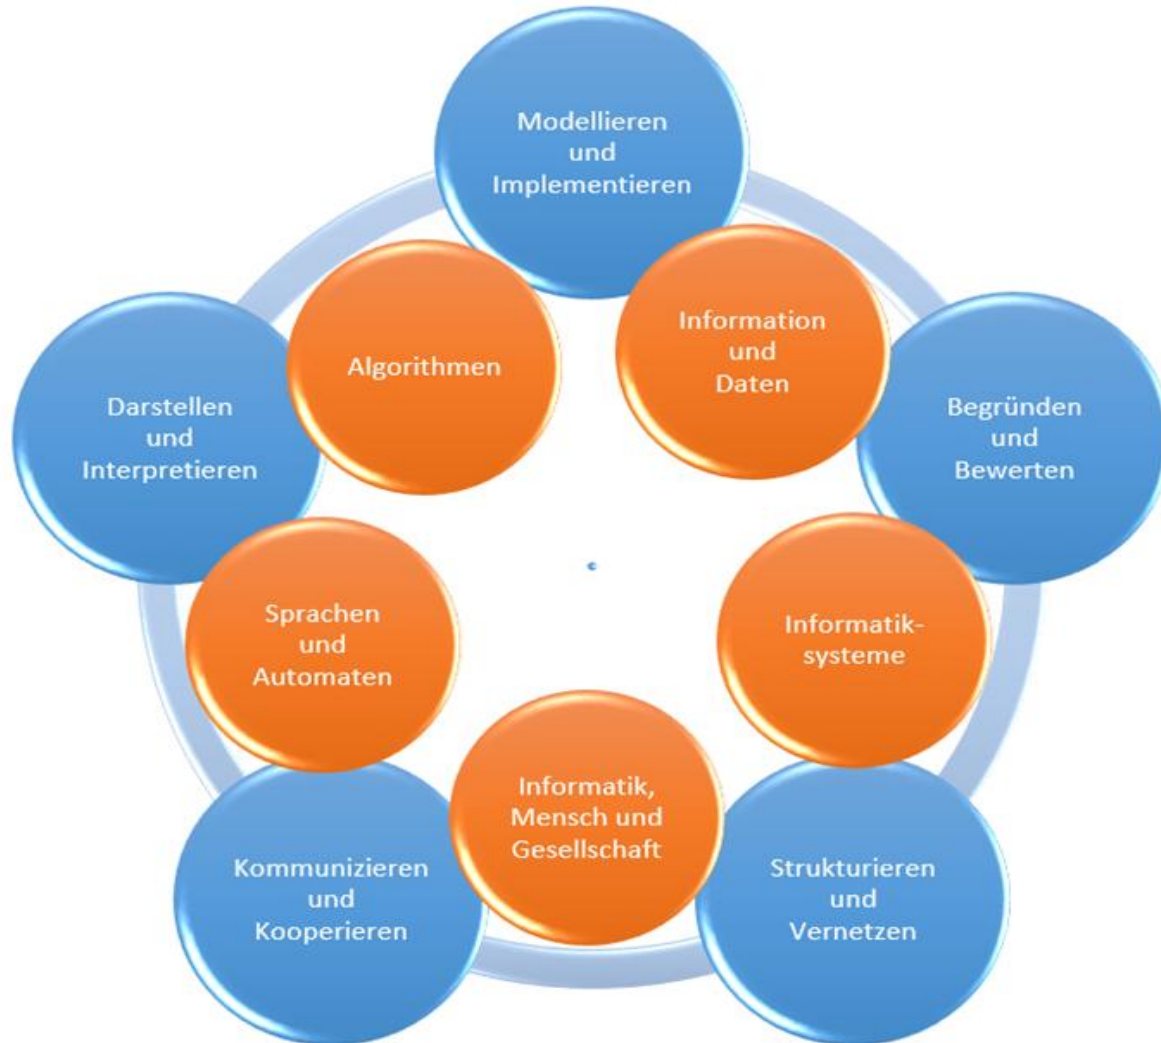 Modellieren
und
Implementieren
Algorithmen
Information
und
Daten
Darstellen
und
Interpretieren
Begründen
und
Bewerten
Sprachen
und
Automaten
Informatik-
systeme
Informatik,
Mensch und
Gesellschaft
Kommunizieren
und
Kooperieren
Strukturieren
und
Vernetzen